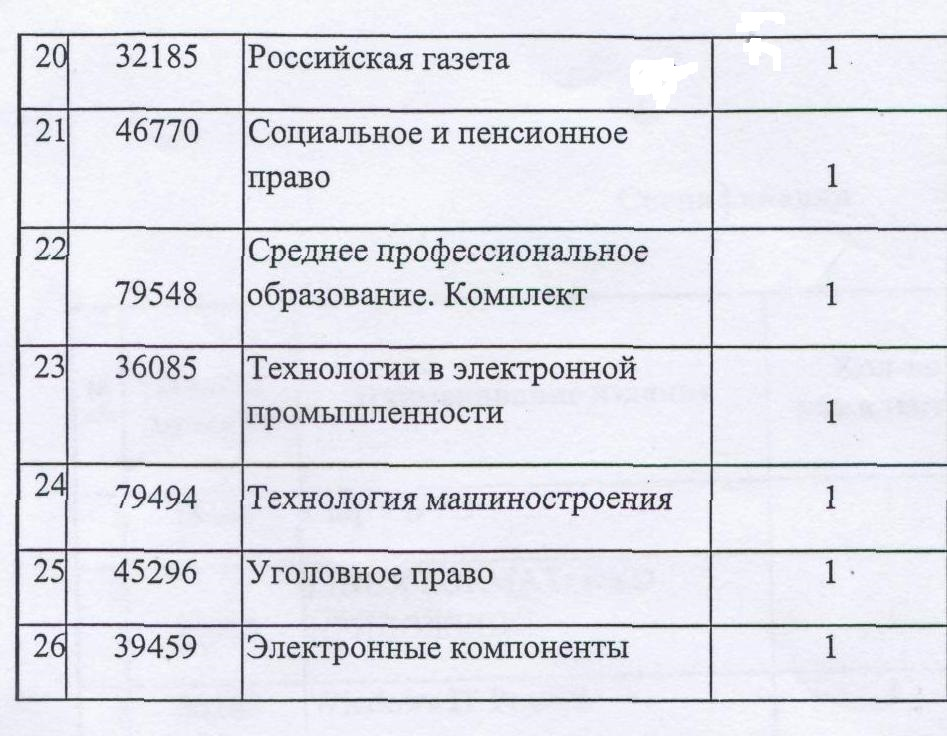 20 32185 Российская газета 1
21 46770 Социальное и пенсионное
право 1
22 Среднее профессиональное
79548 образование. Комплект 1
23 36085 Технологии в электронной
промышленности 1
24 79494 Технология машиностроения 1
25 45296 Уголовное право 1
26 39459 Электронные компоненты 1